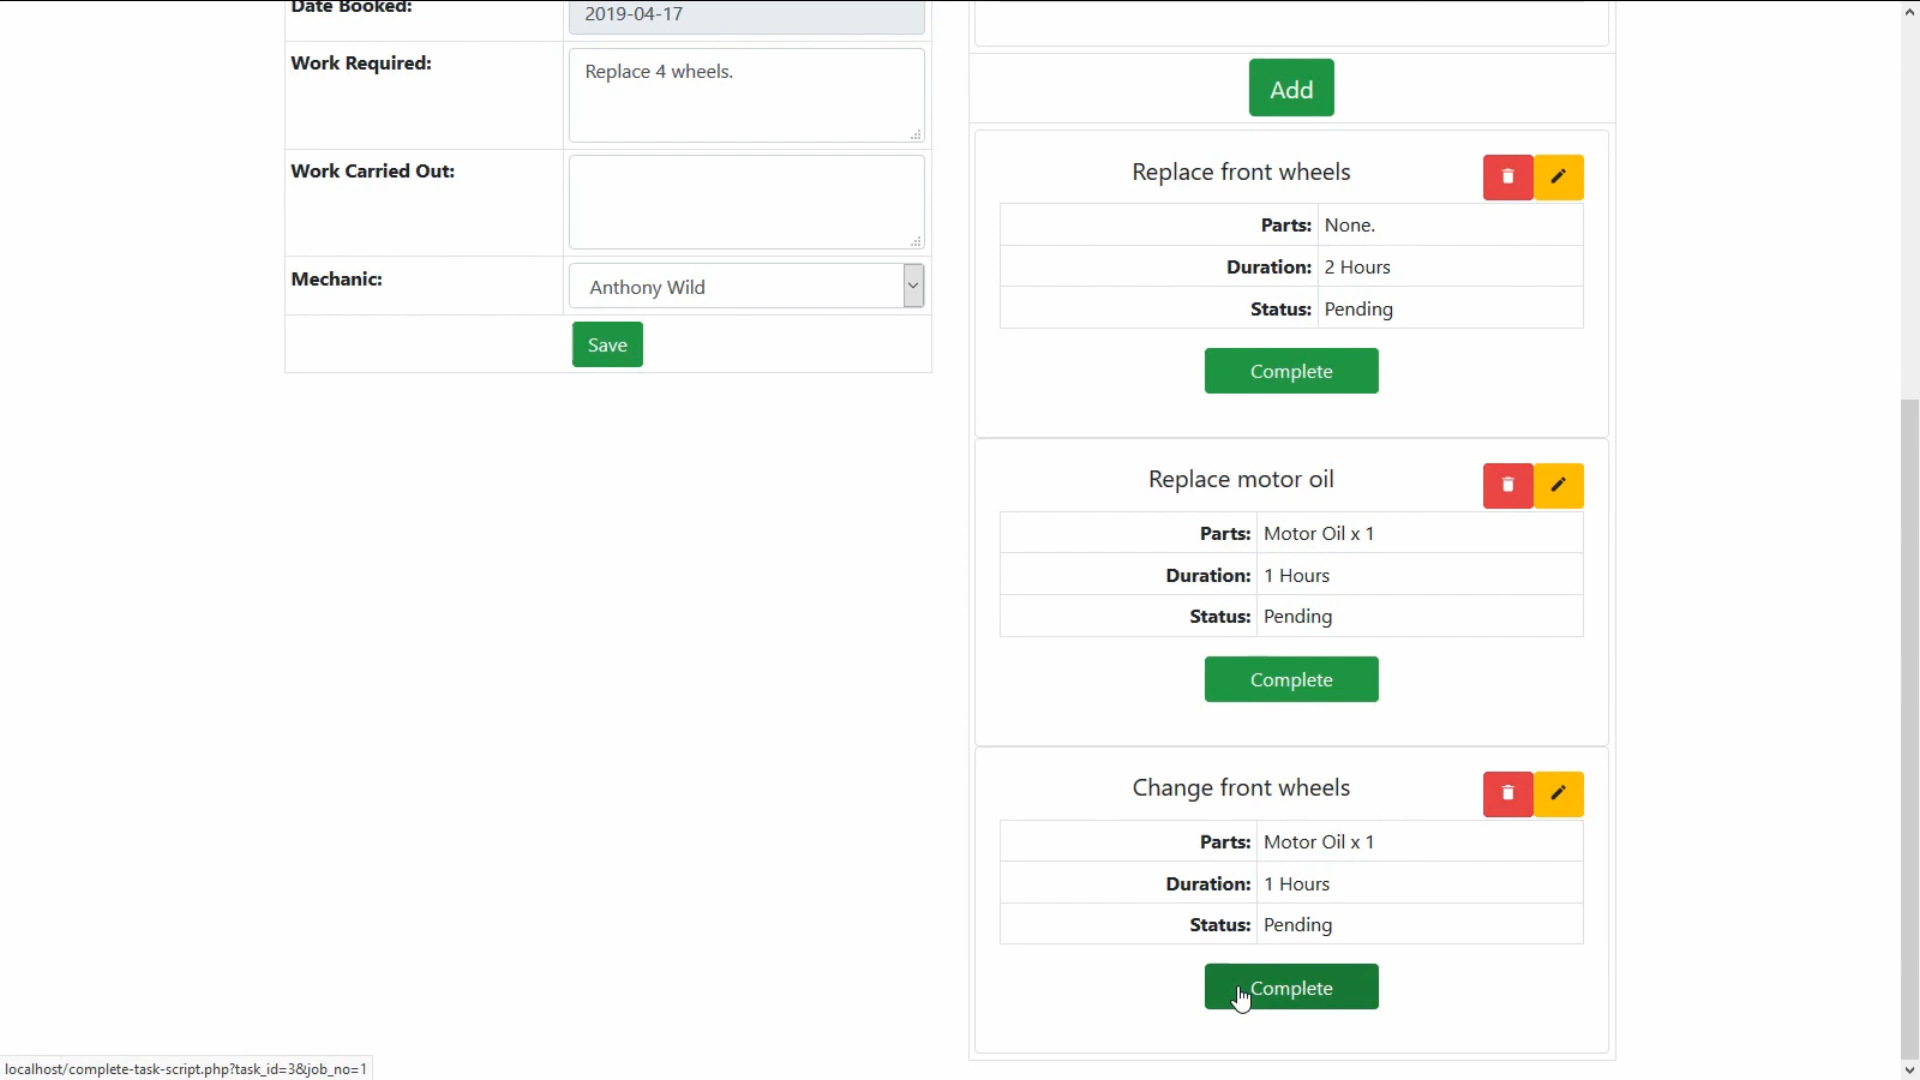 Date Booked:
2019-04-17
Work Required:
Replace 4 wheels.
Work Carried Out:
Mechanic:
Anthony Wild
Save
Add
Replace front wheels
Parts: None.
Duration: 2 Hours
Status: Pending
Complete
Replace motor oil
Parts: Motor Oil x 1
Duration: 1 Hours
Status: Pending
Complete
Change front wheels
Parts: Motor Oil x 1
Duration: 1 Hours
Status: Pending
Complete
localhost/complete-task-script.php?task_id=3&job_no=1